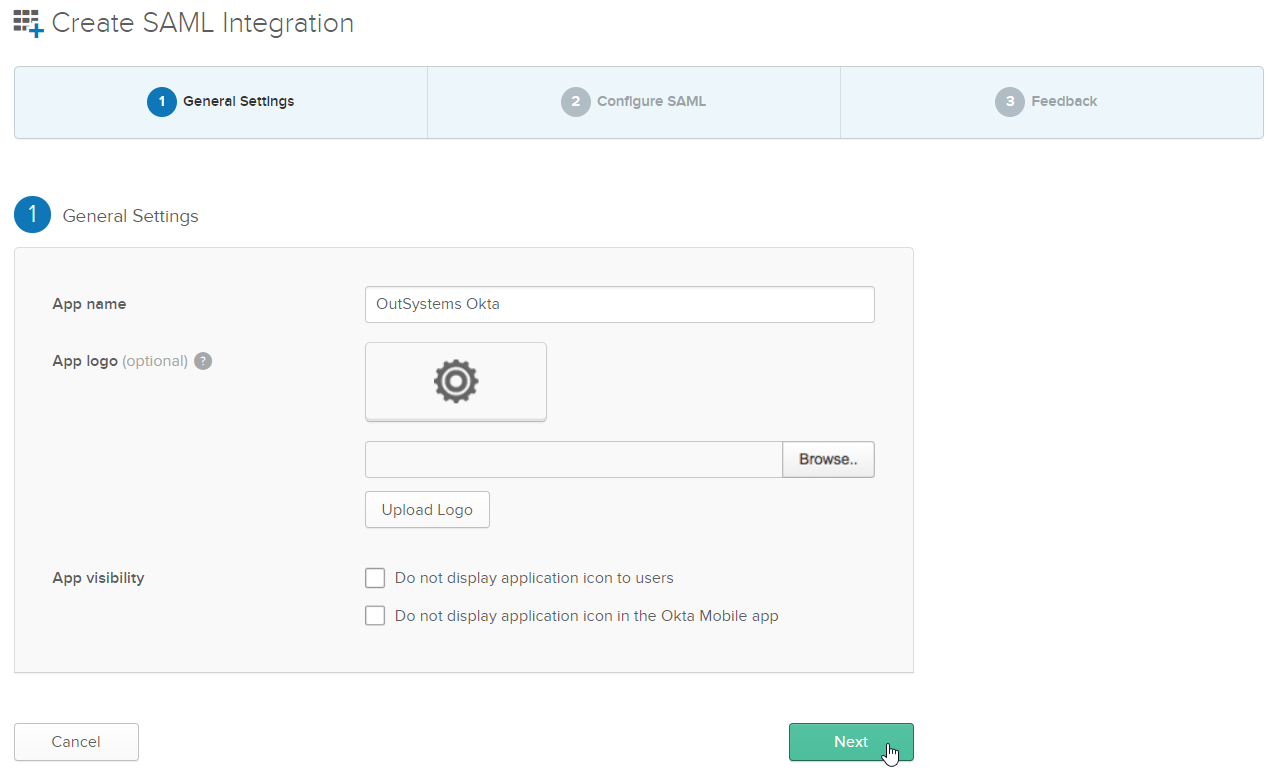 Create SAML Integration
1 General Settings
2 Configure SAML
3 Feedback
1 General Settings
App name
OutSystems Okta
App logo (optional) ?
Browse..
Upload Logo
App visibility
Do not display application icon to users
Do not display application icon in the Okta Mobile app
Cancel
Next